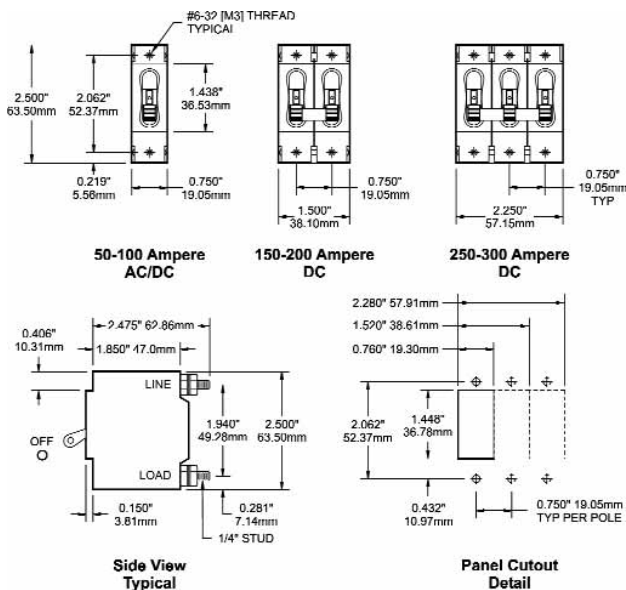 #6-32 [M3] THREAD
TYPICAL
2.500"
63.50mm
2.062"
52.37mm
1.438"
36.53mm
0.219"
5.56mm
0.750"
19.05mm
0.750"
19.05mm
1.500"
38.10mm
0.750"
19.05mm
TYP
2.250"
57.15mm
50-100 Ampere
AC/DC
150-200 Ampere
DC
250-300 Ampere
DC
2.475" 62.86mm
1.850" 47.0mm
0.406"
10.31mm
LINE
OFF
LOAD
1.940"
49.28mm
2.500"
63.50mm
0.150"
3.81mm
0.281"
7.14mm
1/4" STUD
Side View
Typical
2.280" 57.91mm
1.520" 38.61mm
0.760" 19.30mm
2.062"
52.37mm
1.448"
36.78mm
0.432"
10.97mm
0.750" 19.05mm
TYP PER POLE
Panel Cutout
Detail